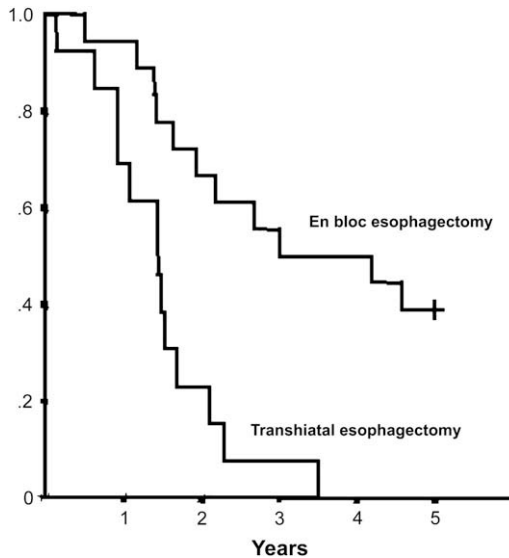 1.0
.8
.6
.4
.2
0
En bloc esophagectomy
Transhiatal esophagectomy
1 2 3 4 5
Years